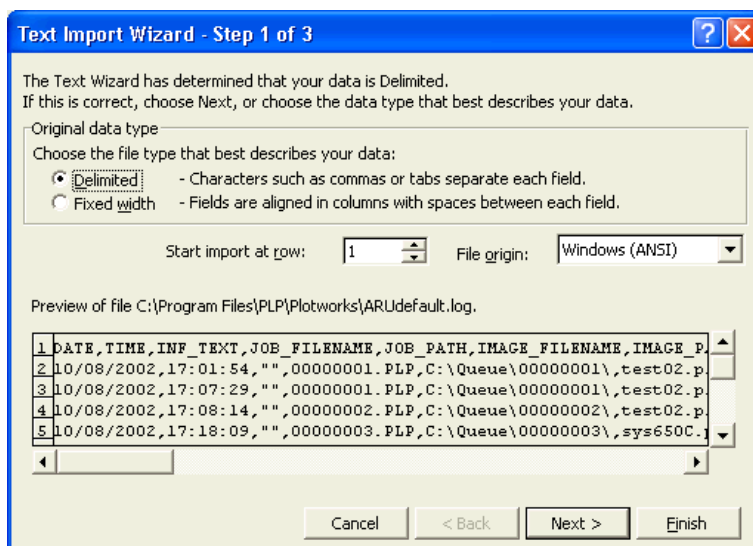 Text Import Wizard - Step 1 of 3
The Text Wizard has determined that your data is Delimited.
If this is correct, choose Next, or choose the data type that best describes your data.
Original data type
Choose the file type that best describes your data:
Delimited - Characters such as commas or tabs separate each field.
Fixed width - Fields are aligned in columns with spaces between each field.
Start import at row: 1 File origin: Windows (ANSI)
Preview of file C:\Program Files\PLP\Plotworks\ARUdefault.log.
1 DATE,TIME,INF_TEXT,JOB_FILENAME,JOB_PATH,IMAGE_FILENAME,IMAGE_P
2 10/08/2002,17:01:54,"",00000001.PLP,C:\Queue\00000001\,test02.p
3 10/08/2002,17:07:29,"",00000001.PLP,C:\Queue\00000001\,test02.p
4 10/08/2002,17:08:14,"",00000002.PLP,C:\Queue\00000002\,test02.p
5 10/08/2002,17:18:09,"",00000003.PLP,C:\Queue\00000003\,sys650C.p
Cancel < Back Next > Finish